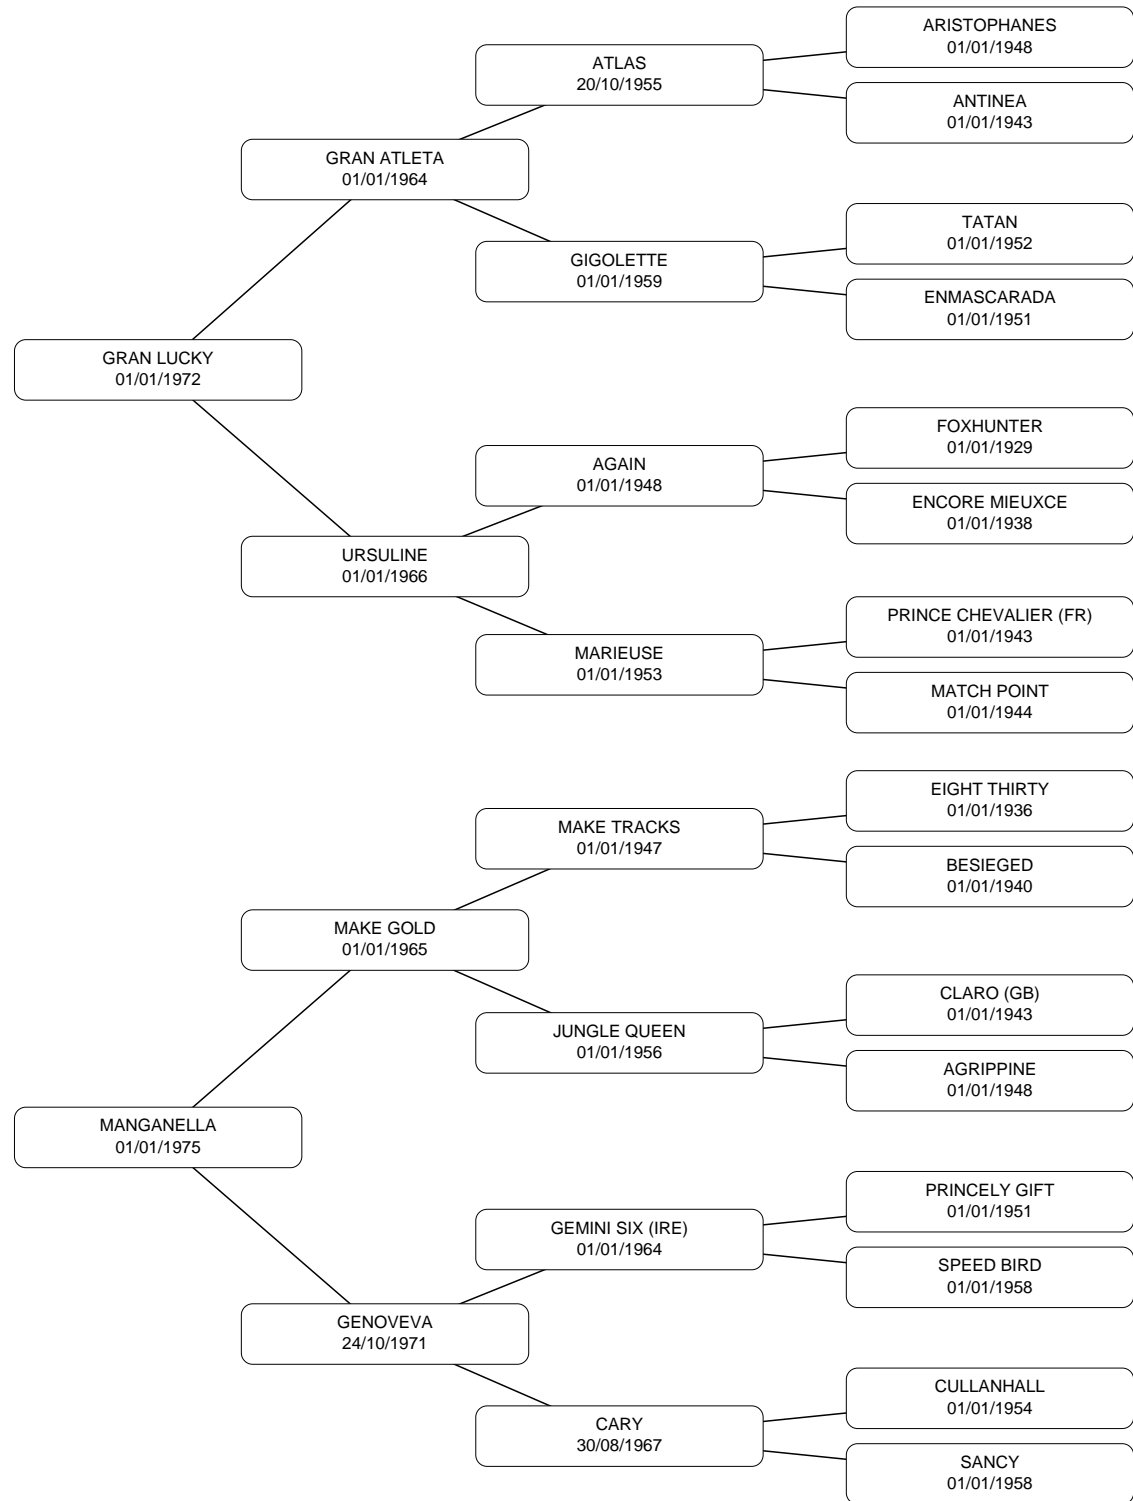 ARISTOPHANES
01/01/1948
ATLAS
20/10/1955
ANTINEA
01/01/1943
GRAN ATLETA
01/01/1964
TATAN
01/01/1952
GIGOLETTE
01/01/1959
ENMASCARADA
01/01/1951
GRAN LUCKY
01/01/1972
FOXHUNTER
01/01/1929
AGAIN
01/01/1948
ENCORE MIEUXCE
01/01/1938
URSULINE
01/01/1966
PRINCE CHEVALIER (FR)
01/01/1943
MARIEUSE
01/01/1953
MATCH POINT
01/01/1944
EIGHT THIRTY
01/01/1936
MAKE TRACKS
01/01/1947
BESIEGED
01/01/1940
MAKE GOLD
01/01/1965
CLARO (GB)
01/01/1943
JUNGLE QUEEN
01/01/1956
AGRIPPINE
01/01/1948
MANGANELLA
01/01/1975
PRINCELY GIFT
01/01/1951
GEMINI SIX (IRE)
01/01/1964
SPEED BIRD
01/01/1958
GENOVEVA
24/10/1971
CULLANHALL
01/01/1954
CARY
30/08/1967
SANCY
01/01/1958